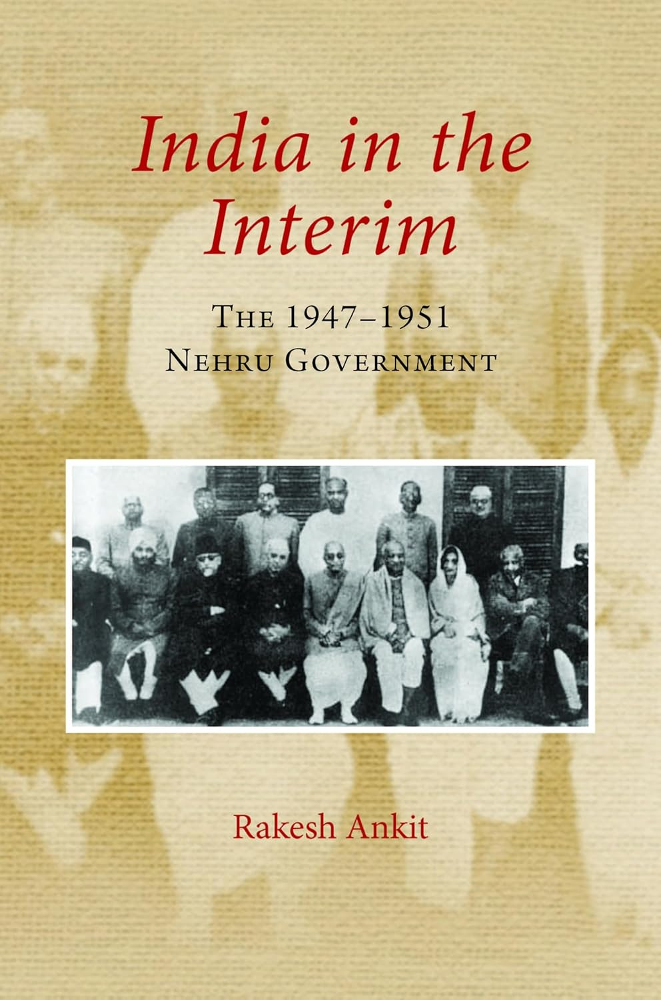 India in the
Interim
The 1947–1951
Nehru Government
Rakesh Ankit